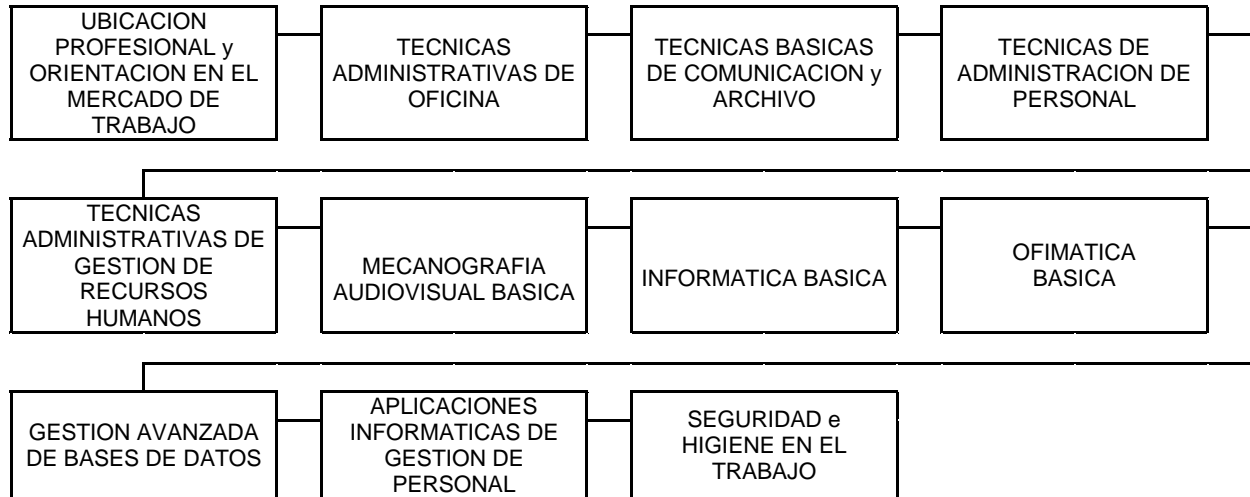 UBICACION
PROFESIONAL y
ORIENTACION EN EL
MERCADO DE
TRABAJO
TECNICAS
ADMINISTRATIVAS DE
OFICINA
TECNICAS BASICAS
DE COMUNICACION y
ARCHIVO
TECNICAS DE
ADMINISTRACION DE
PERSONAL
TECNICAS
ADMINISTRATIVAS DE
GESTION DE
RECURSOS
HUMANOS
MECANOGRAFIA
AUDIOVISUAL BASICA
INFORMATICA BASICA
OFIMATICA
BASICA
GESTION AVANZADA
DE BASES DE DATOS
APLICACIONES
INFORMATICAS DE
GESTION DE
PERSONAL
SEGURIDAD e
HIGIENE EN EL
TRABAJO